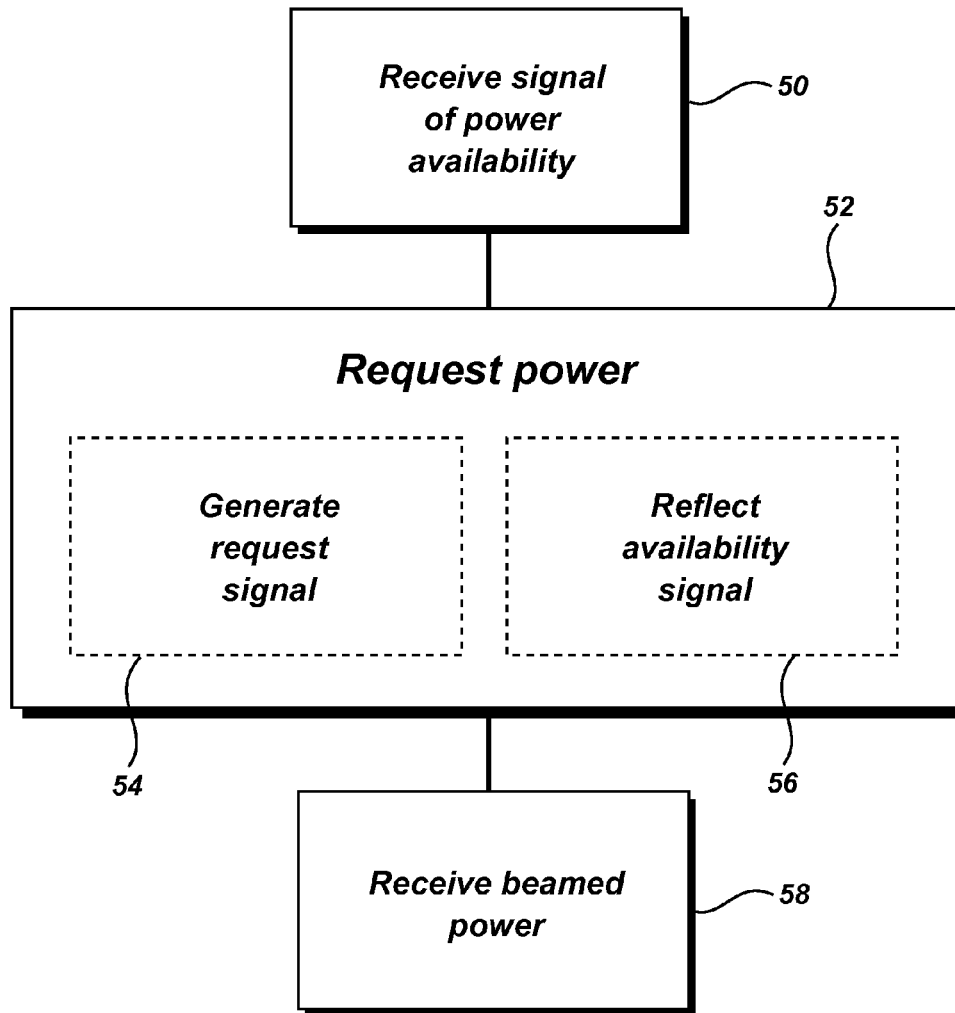 Receive signal
of power
availability
50
52
Request power
Generate
request
signal
Reflect
availability
signal
54
56
Receive beamed
power
58